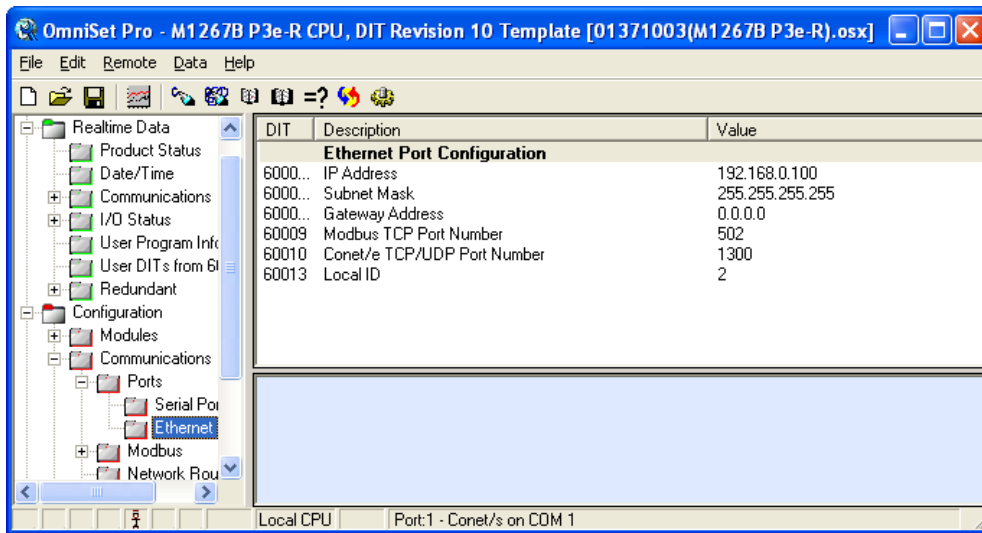 OmniSet Pro - M1267B P3e-R CPU, DIT Revision 10 Template [01371003(M1267B P3e-R).osx]
File Edit Remote Data Help
=?
Realtime Data
Product Status
Date/Time
Communications
I/O Status
User Program Info
User DITs from 6
Redundant
Configuration
Modules
Communications
Ports
Serial Por
Ethernet
Modbus
Network Rou
DIT Description Value
Ethernet Port Configuration
6000... IP Address 192.168.0.100
6000... Subnet Mask 255.255.255.255
6000... Gateway Address 0.0.0.0
60009 Modbus TCP Port Number 502
60010 Conet/e TCP/UDP Port Number 1300
60013 Local ID 2
Local CPU Port:1 - Conet/s on COM 1